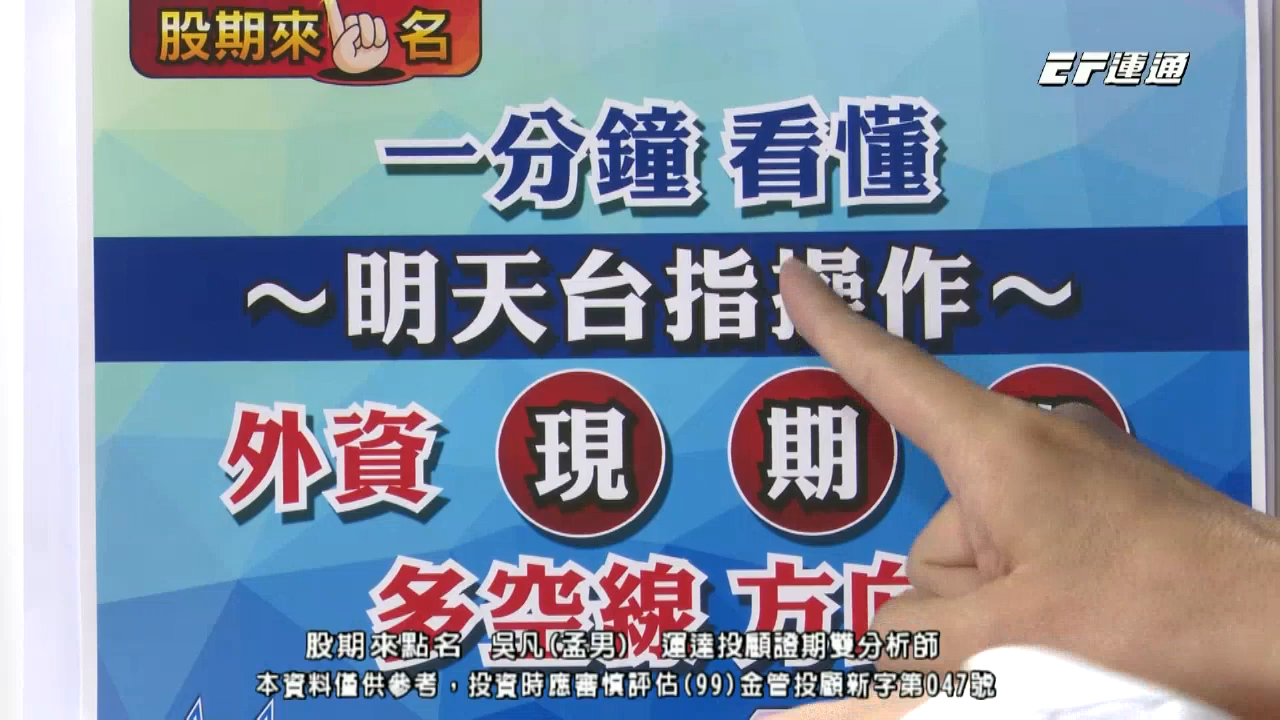 股期來 名
EF運通
一分鐘 看懂
～明天台指操作～
外資 現 期
多空線 方向
股期來點名 吳凡(孟男) 運達投顧證期雙分析師
本資料僅供參考，投資時應審慎評估(99)金管投顧新字第047號